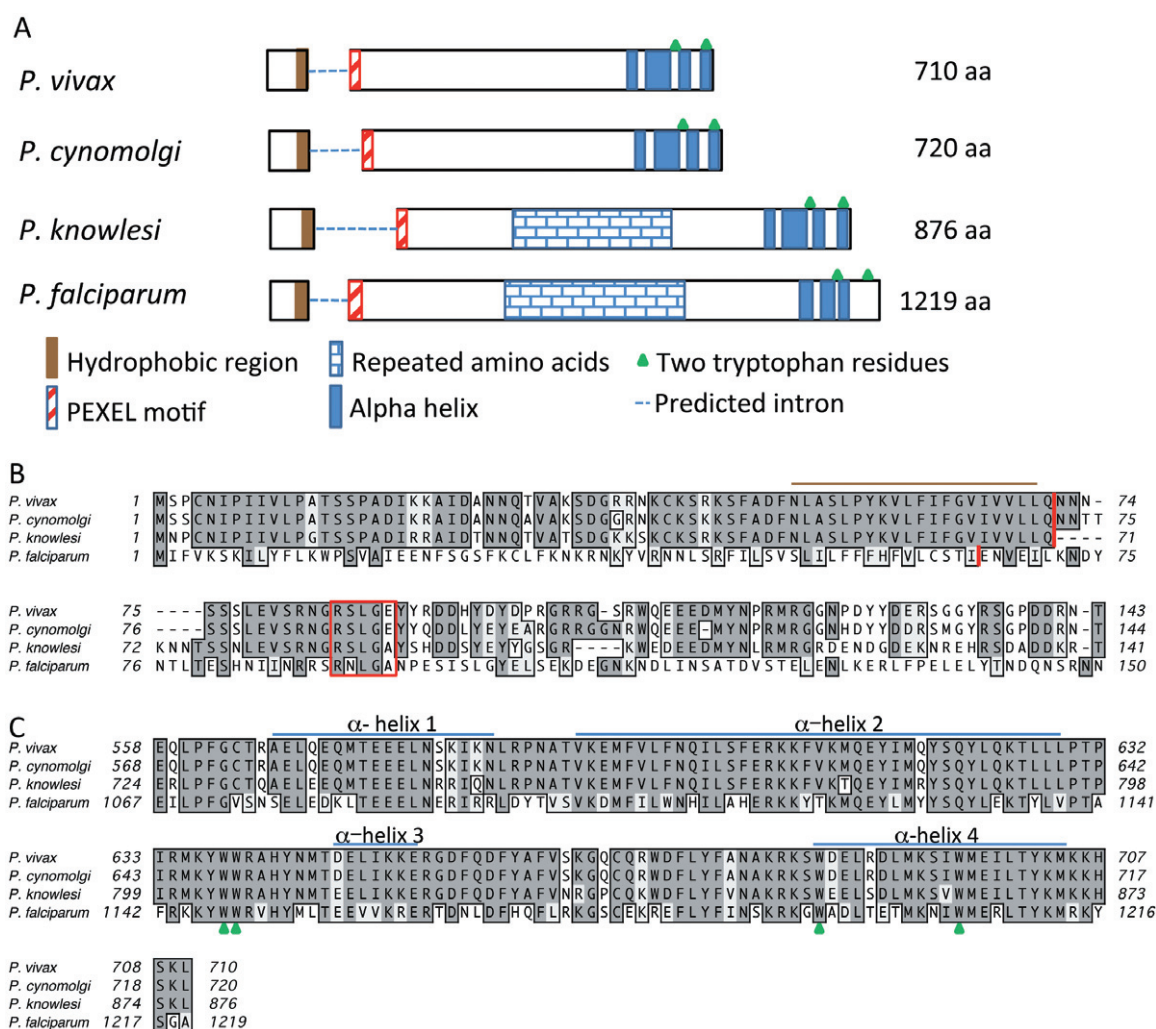 A
P. vivax 710 aa
P. cynomolgi 720 aa
P. knowlesi 876 aa
P. falciparum 1219 aa
Hydrophobic region Repeated amino acids Two tryptophan residues
PEXEL motif Alpha helix Predicted intron
B
P. vivax 1 MSPCNIPIIVLPATSSPADIKKAIDANNQTVAKSDGRRNKCKSRKSFADFNLASLPYKVLFIFGVIVVLLQNNN- 74
P. cynomolgi 1 MSSCNIPIIVLPGTSSPADIKRAIDANNQAVAKSDGGRNKCKSRKSFADFNLASLPYKVLFIFGVIVVLLQNNTT 75
P. knowlesi 1 MNPCNIPIIVLPATSSPADIKKAIDATNQTVAKSDGKKSKCKSRKSFADFNLASLPYKVLFIFGVIVVLLQ---- 71
P. falciparum 1 MIFVKSKILYFLKWPSVAIEENFSGSFKCLFKNKRNKYVRNNLSRFILSVSLILFFFHFVLCSTIENVEILKNDY 75
P. vivax 75 ----SSSLEVSRNGRSLGEYYRDDHYDYDPRGRRG-SRWQEEEDMYNPRMRGGNPDYYDERSGGYRSGPDDRN-T 143
P. cynomolgi 76 ----SSSLEVSRNGRSLGEYYQDDLYEYEARGRRGGNRWQEEE-MYNPRMRGGNHDYYDDRSMGYRSGPDDRN-T 144
P. knowlesi 72 KNNTSSNLEVSRNGRSLGAYSHDDSYEYYGSGR----KWEDEEDMYNPRMRGDENDGDEKNREHRSADDKR-T 141
P. falciparum 76 NTLTESHNIINRRSRNLGANPESISLGYELSEKDEGNKNDLINSATDVSTELENLKERLFPELELYTNDQNSRNN 150
C
α- helix 1 α–helix 2
P. vivax 558 EQLPFGCTRAELQEQMTEEELNSKIKNLRPNATVKEMFVLFNQILSFERKKFVKMQEYIMQYSQYLQKTLLLPTP 632
P. cynomolgi 568 EQLPFGCTRAELQEQMTEEELNSKIKNLRPNATVKEMFVLFNQILSFERKKFVKMQEYIMRYSQYLQKTLLLPTP 642
P. knowlesi 724 ERLPFGCTQAELQEQMTEEELNRRIQNLRPNATVKEMFVLFNQILSFERKKFVKMTQEYIMQYSQYLQKTLLLPTP 798
P. falciparum 1067 EILPFGVSNSELEDKLTEEELNERIRRLDYTVSVKDMFILWNHILAHERKKYTKMQEYLMYYSQYLEKTYLVPTA 1141
α–helix 3 α-helix 4
P. vivax 633 IRMKYWWRAHYNMTDELIKKERGDFQDFYAFVSKGQCQRWDFLYFANAKRKSWDELRDLMKSIWMEILTYKMKKH 707
P. cynomolgi 643 IRMKYWWRAHYNMTDELIKKERGDFQDFYAFVSKGQCQRWDFLYFANAKRKSWDELRDLMKSIWMEILTYKMKKH 717
P. knowlesi 799 IRMKYWWRAHYNMTEELIKKERGDFQDFYAFVNRGPCQKWDFLYFVNAKRKSWEELSDLMKSVWMEILTYKMKKH 873
P. falciparum 1142 FRKKYWWRVHYMLTEEVVKRERTDNLDFHQFLRKGSCEKREFLYFINSKRKGWADLTETMKNIWMERLTYKMRKY 1216
P. vivax 708 SKL 710
P. cynomolgi 718 SKL 720
P. knowlesi 874 SKL 876
P. falciparum 1217 SGA 1219